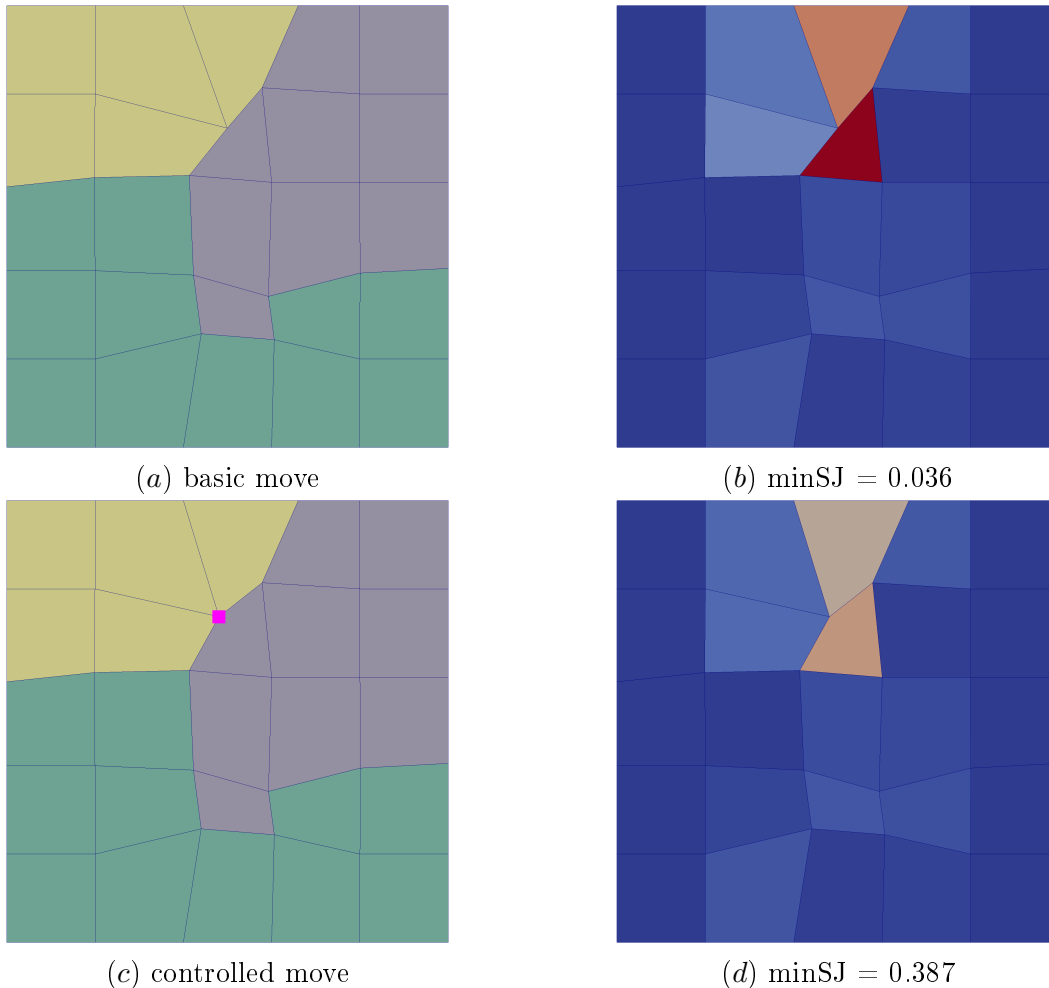 (a) basic move
(b) minSJ = 0.036
(c) controlled move
(d) minSJ = 0.387